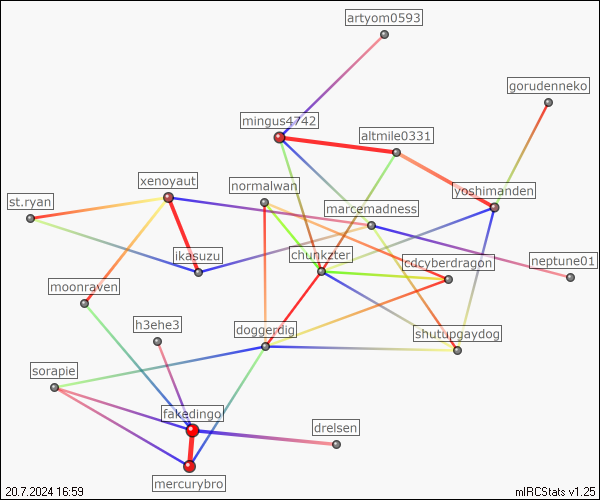 artyom0593
gorudenneko
mingus4742
altmile0331
xenoyaut
normalwan
yoshimanden
st.ryan
marcemadness
ikasuzu
chunkzter
rdcyberdragon
neptune01
moonraven
h3ehe3
doggerdig
shutupgaydog
sorapie
fakedingo
drelsen
mercurybro
20.7.2024 16:59
mIRCStats v1.25